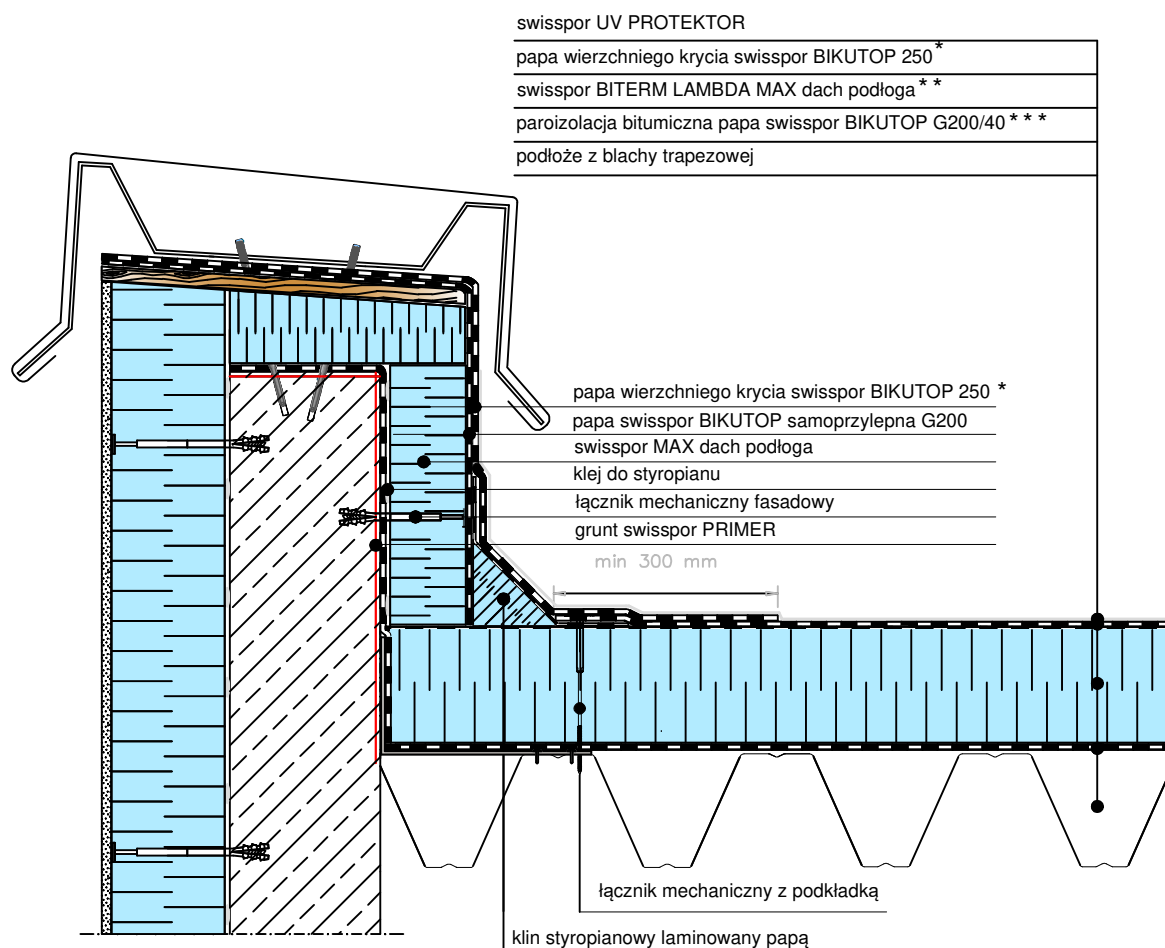 swisspor UV PROTEKTOR
papa wierzchniego krycia swisspor BIKUTOP 250*
swisspor BITERM LAMBDA MAX dach podłoga**
paroizolacja bitumiczna papa swisspor BIKUTOP G200/40***
podłoże z blachy trapezowej
papa wierzchniego krycia swisspor BIKUTOP 250 *
papa swisspor BIKUTOP samoprzylepna G200
swisspor MAX dach podłoga
klej do styropianu
łącznik mechaniczny fasadowy
grunt swisspor PRIMER
min 300 mm
łącznik mechaniczny z podkładką
klin styropianowy laminowany papą